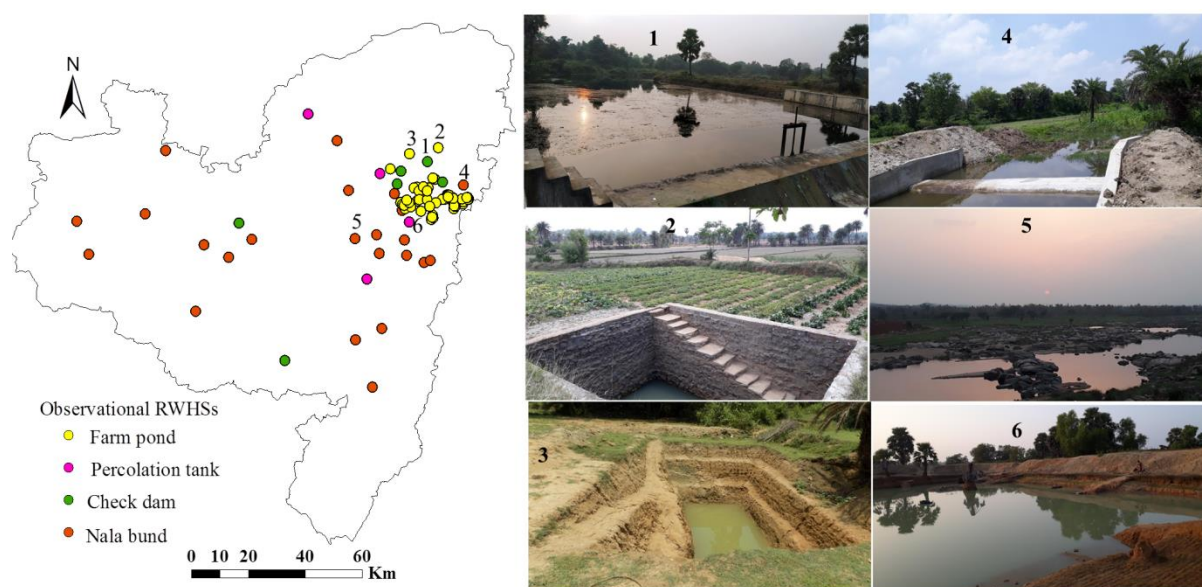 N
3
1
2
4
5
6
Observational RWHSs
Farm pond
Percolation tank
Check dam
Nala bund
0 10 20 40 60
Km
1
4
2
5
3
6